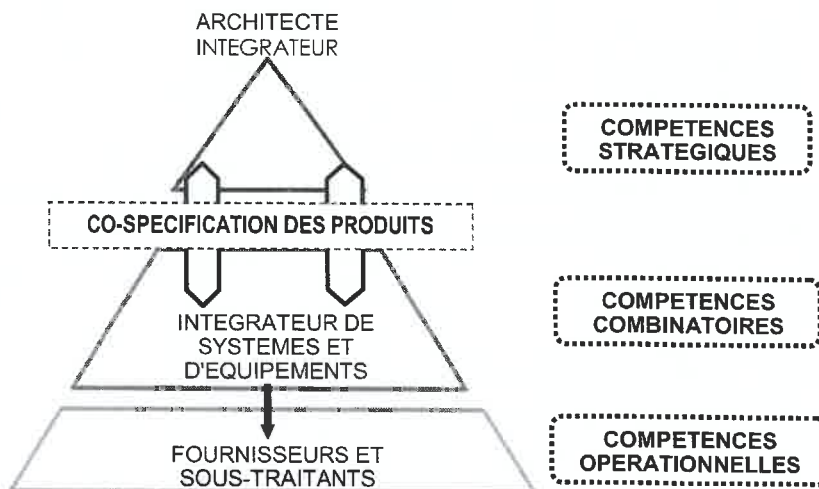 ARCHITECTE
INTEGRATEUR
COMPETENCES
STRATEGIQUES
CO-SPECIFICATION DES PRODUITS
INTEGRATEUR DE
SYSTEMES ET
D'EQUIPEMENTS
COMPETENCES
COMBINATOIRES
FOURNISSEURS ET
SOUS-TRAITANTS
COMPETENCES
OPERATIONNELLES